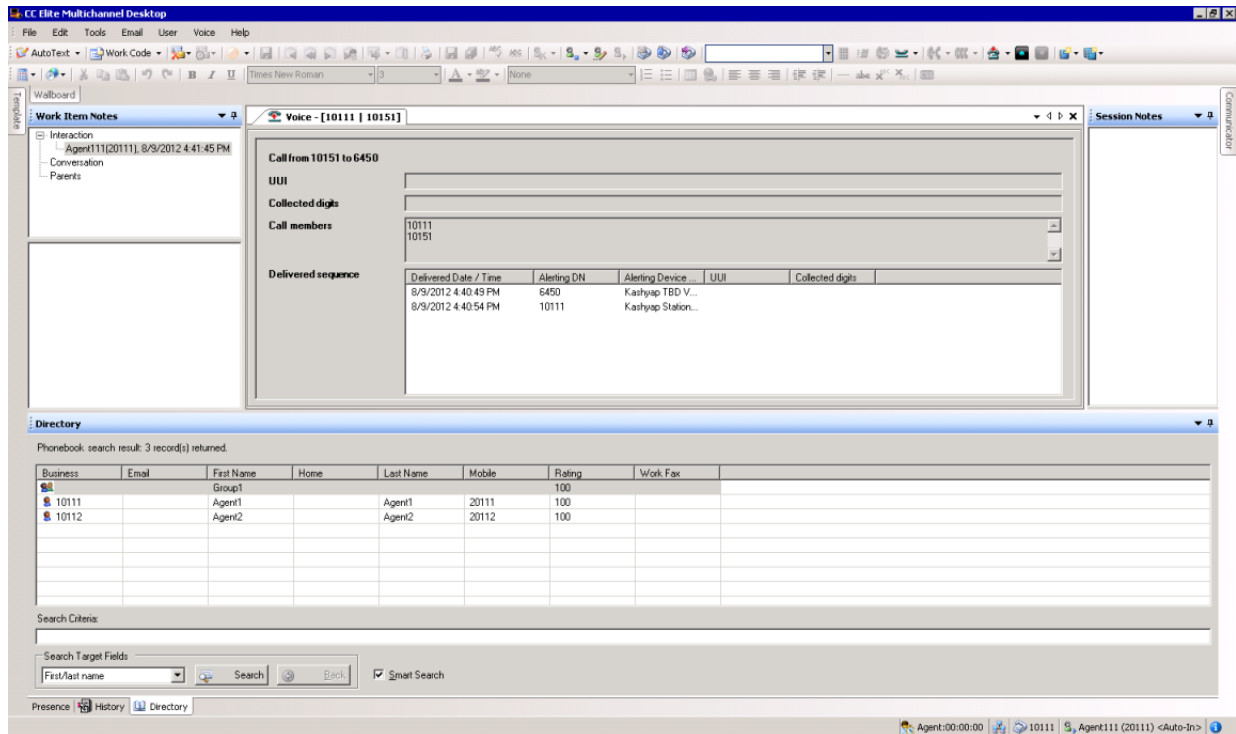 CC Elite Multichannel Desktop
File Edit Tools Email User Voice Help
AutoText Work Code
B I U Times New Roman 3 A None
Wallboard
Template
Communicator
Work Item Notes
Interaction
Agent111(20111), 8/9/2012 4:41:45 PM
Conversation
Parents
Voice - [10111 | 10151]
Session Notes
Call from 10151 to 6450
UUI
Collected digits
Call members
10111
10151
Delivered sequence
Delivered Date / Time Alerting DN Alerting Device ... UUI Collected digits
8/9/2012 4:40:49 PM 6450 Kashyap TBD V...
8/9/2012 4:40:54 PM 10111 Kashyap Station...
Directory
Phonebook search result: 3 record(s) returned.
Business Email First Name Home Last Name Mobile Rating Work Fax
Group1 100
10111 Agent1 Agent1 20111 100
10112 Agent2 Agent2 20112 100
Search Criteria:
Search Target Fields
First/last name Search Back Smart Search
Presence History Directory
Agent:00:00:00 10111 Agent111 (20111) <Auto-In>